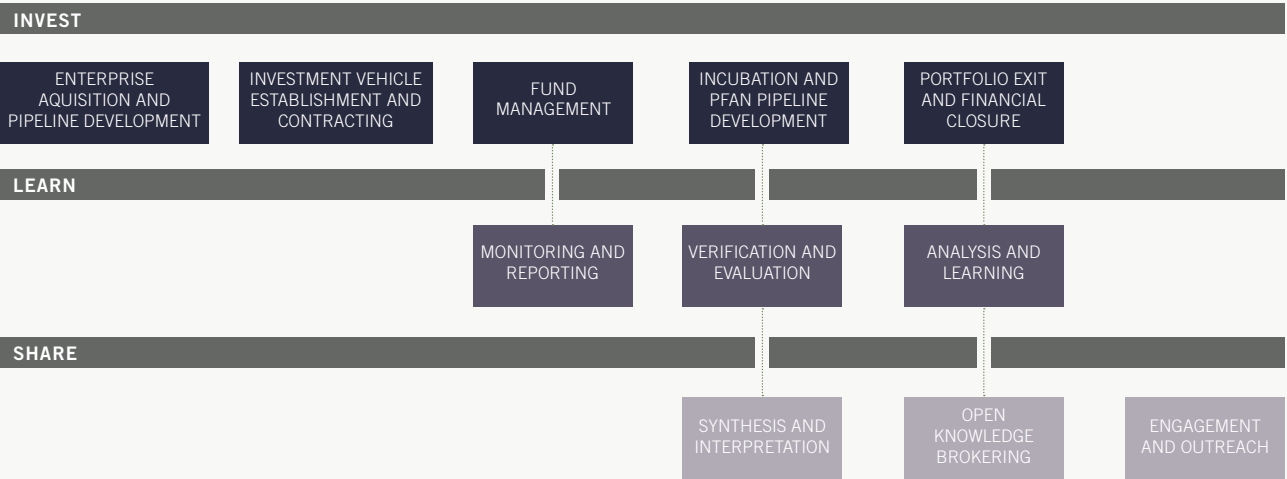 INVEST
ENTERPRISE
AQUISITION AND
PIPELINE DEVELOPMENT
INVESTMENT VEHICLE
ESTABLISHMENT AND
CONTRACTING
FUND
MANAGEMENT
INCUBATION AND
PFAN PIPELINE
DEVELOPMENT
PORTFOLIO EXIT
AND FINANCIAL
CLOSURE
LEARN
MONITORING AND
REPORTING
VERIFICATION AND
EVALUATION
ANALYSIS AND
LEARNING
SHARE
SYNTHESIS AND
INTERPRETATION
OPEN
KNOWLEDGE
BROKERING
ENGAGEMENT
AND OUTREACH